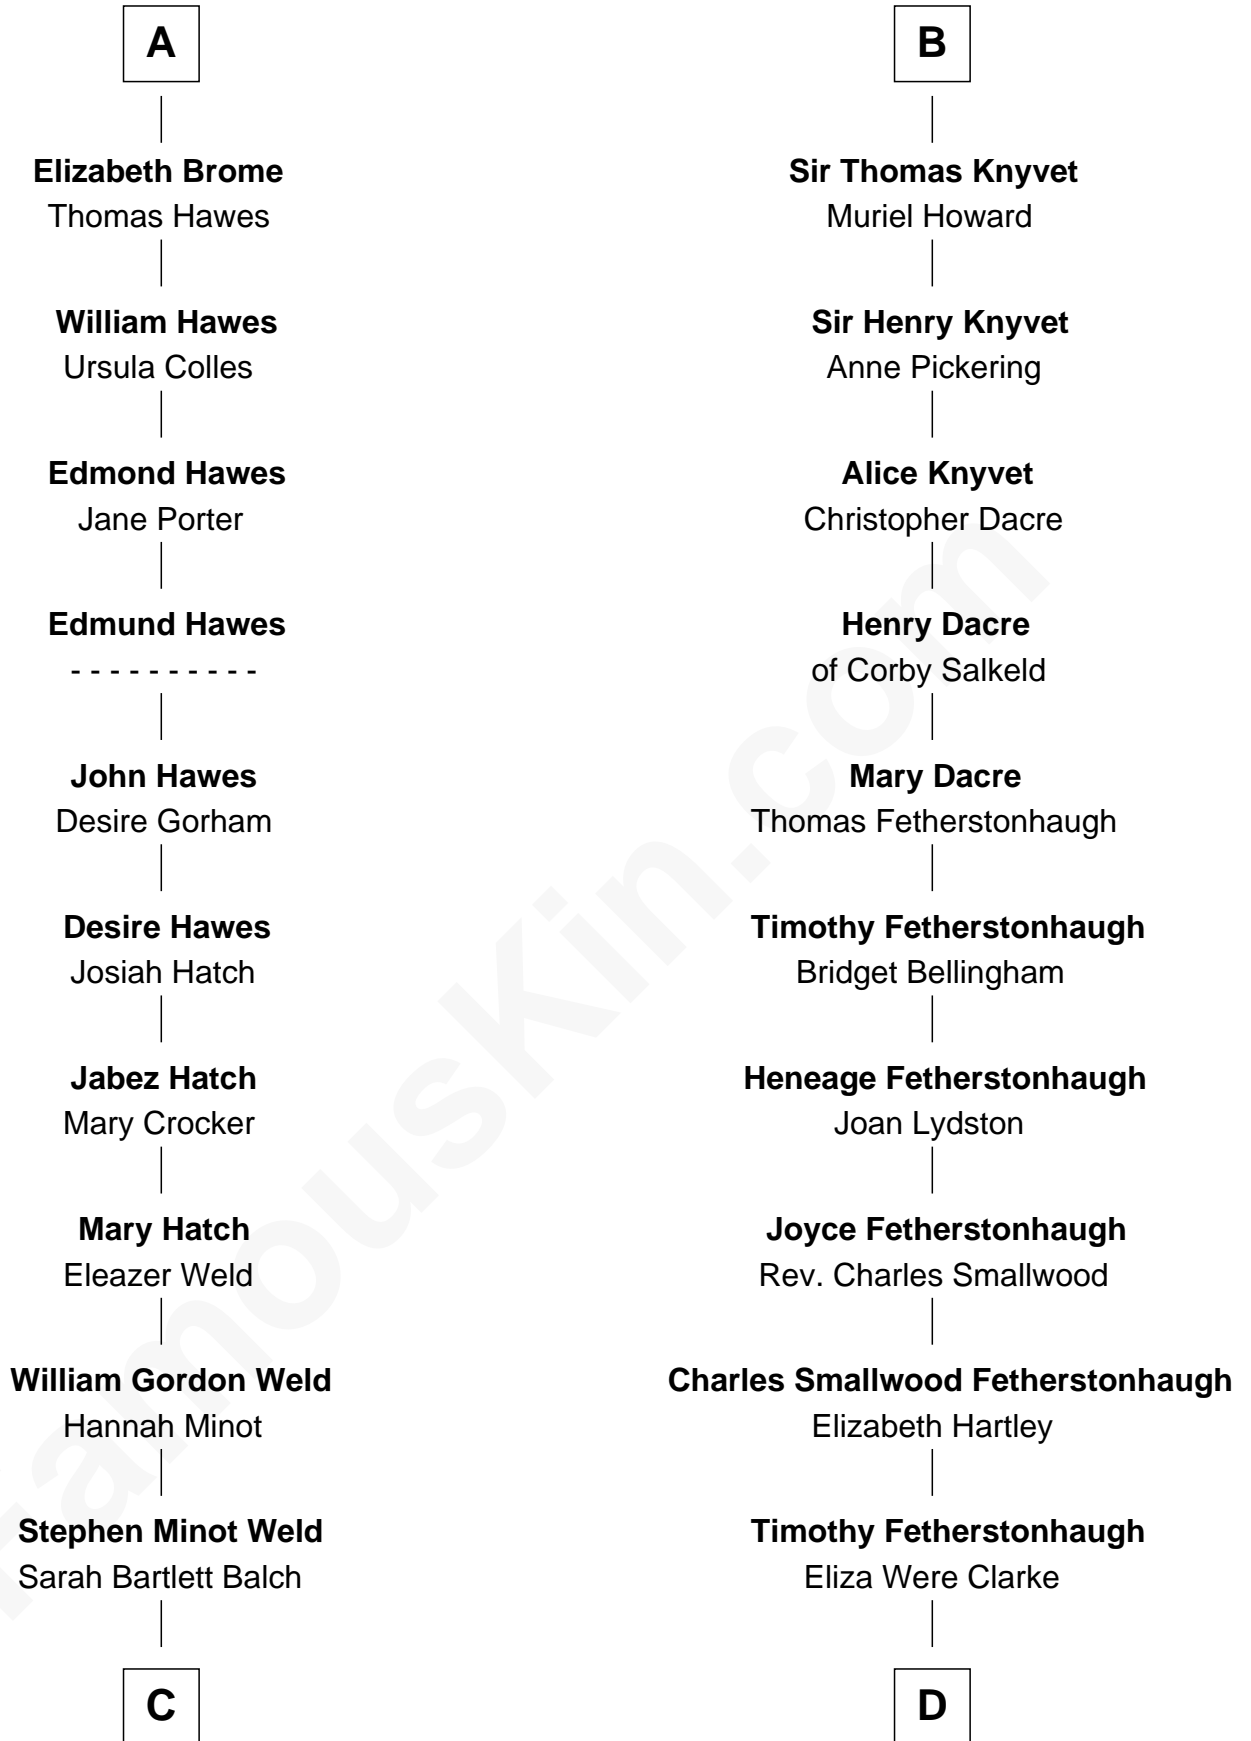 A
Elizabeth Brome
Thomas Hawes
William Hawes
Ursula Colles
Edmond Hawes
Jane Porter
Edmund Hawes
- - - - - - - - - -
John Hawes
Desire Gorham
Desire Hawes
Josiah Hatch
Jabez Hatch
Mary Crocker
Mary Hatch
Eleazer Weld
William Gordon Weld
Hannah Minot
Stephen Minot Weld
Sarah Bartlett Balch
C
B
Sir Thomas Knyvet
Muriel Howard
Sir Henry Knyvet
Anne Pickering
Alice Knyvet
Christopher Dacre
Henry Dacre
of Corby Salkeld
Mary Dacre
Thomas Fetherstonhaugh
Timothy Fetherstonhaugh
Bridget Bellingham
Heneage Fetherstonhaugh
Joan Lydston
Joyce Fetherstonhaugh
Rev. Charles Smallwood
Charles Smallwood Fetherstonhaugh
Elizabeth Hartley
Timothy Fetherstonhaugh
Eliza Were Clarke
D
FamousKin.com